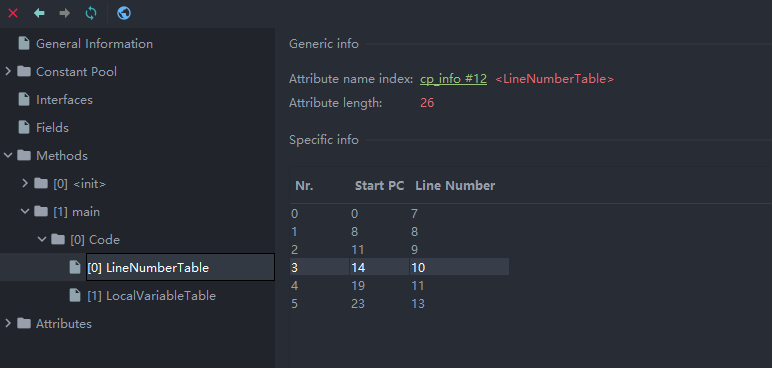 General Information
Constant Pool
Interfaces
Fields
Methods
[0] <init>
[1] main
[0] Code
[0] LineNumberTable
[1] LocalVariableTable
Attributes
Generic info
Attribute name index: cp_info #12 <LineNumberTable>
Attribute length: 26
Specific info
Nr. Start PC Line Number
0 0 7
1 8 8
2 11 9
3 14 10
4 19 11
5 23 13